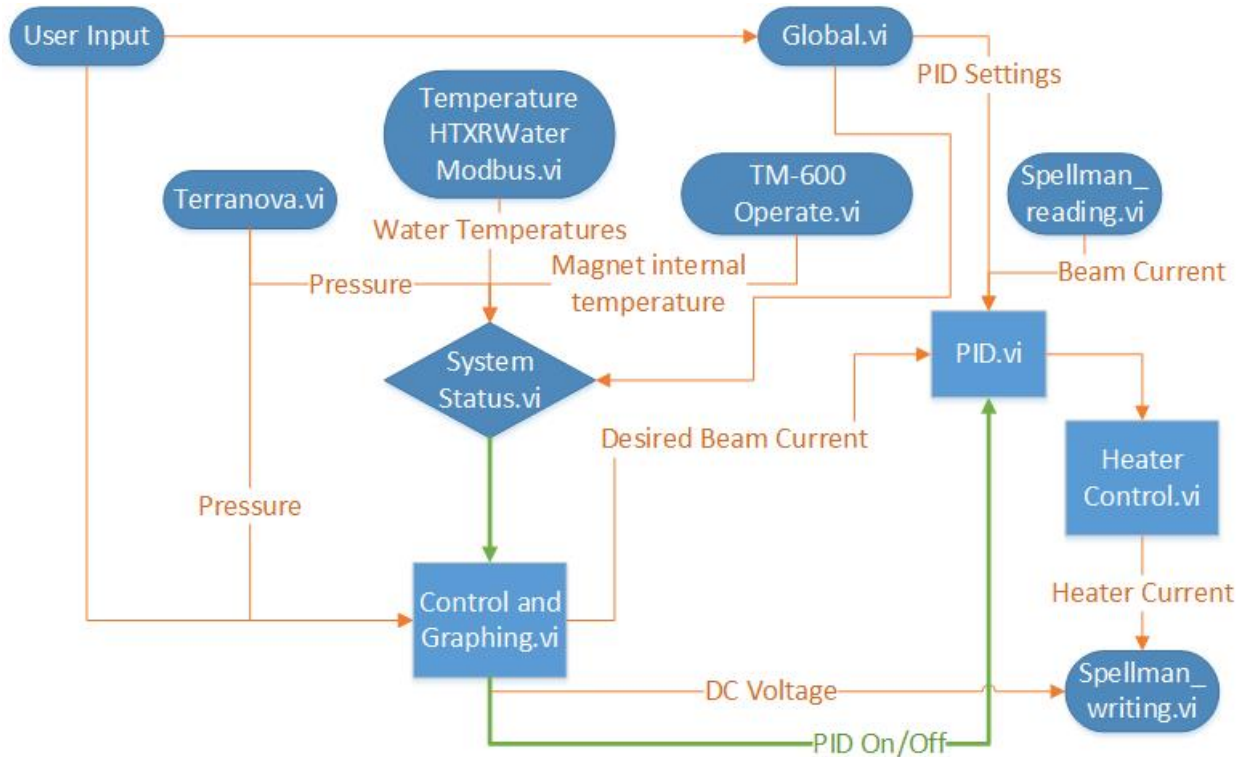 User Input
Global.vi
PID Settings
Temperature
HTXRWater
Modbus.vi
Terranova.vi
TM-600
Operate.vi
Spellman_
reading.vi
Water Temperatures
Pressure
Magnet internal
temperature
Beam Current
System
Status.vi
PID.vi
Desired Beam Current
Heater
Control.vi
Pressure
Control and
Graphing.vi
Heater Current
DC Voltage
Spellman_
writing.vi
PID On/Off